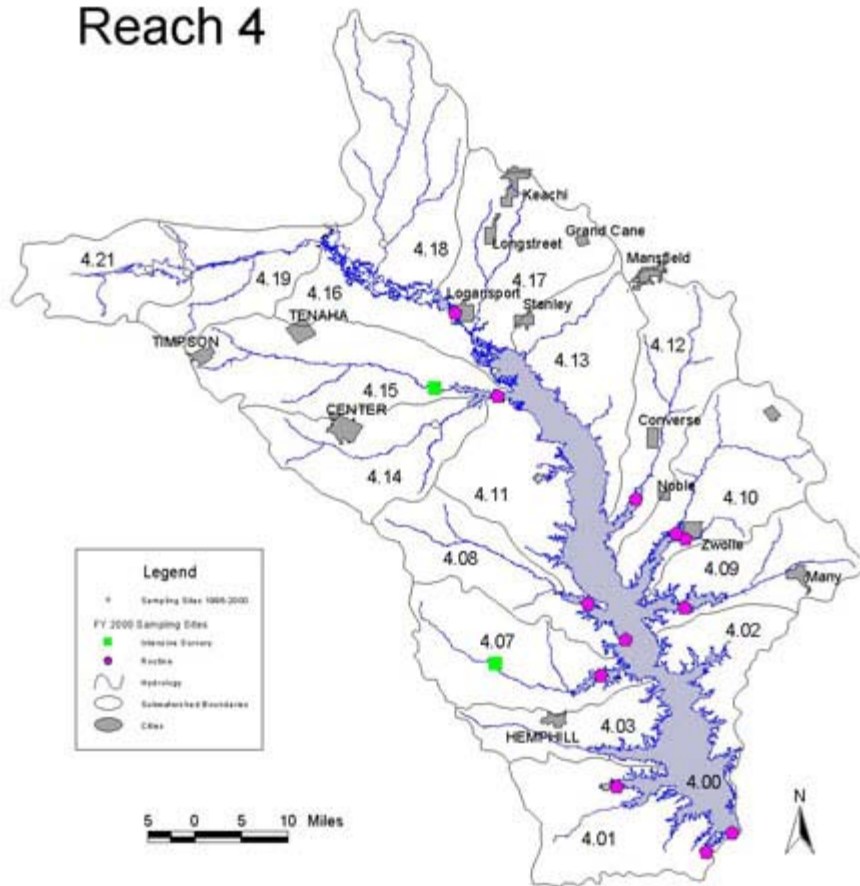 Reach 4
Keachi
Longstreet
Grand Cane
4.18
4.17
Mansfield
4.21
4.19
4.16
Logansport
Stenley
TENAHA
TIMPSON
4.13
4.12
4.15
CENTER
Converse
4.14
4.11
Noble
4.10
Zwolle
4.08
4.09
Many
4.07
4.02
HEMPHILL
4.03
4.00
4.01
Legend
Sampling Sites 1996-2000
FY 2000 Sampling Sites
Intensive Survey
Routine
Hydrology
Subwatershed Boundaries
Cities
5 0 5 10 Miles
N